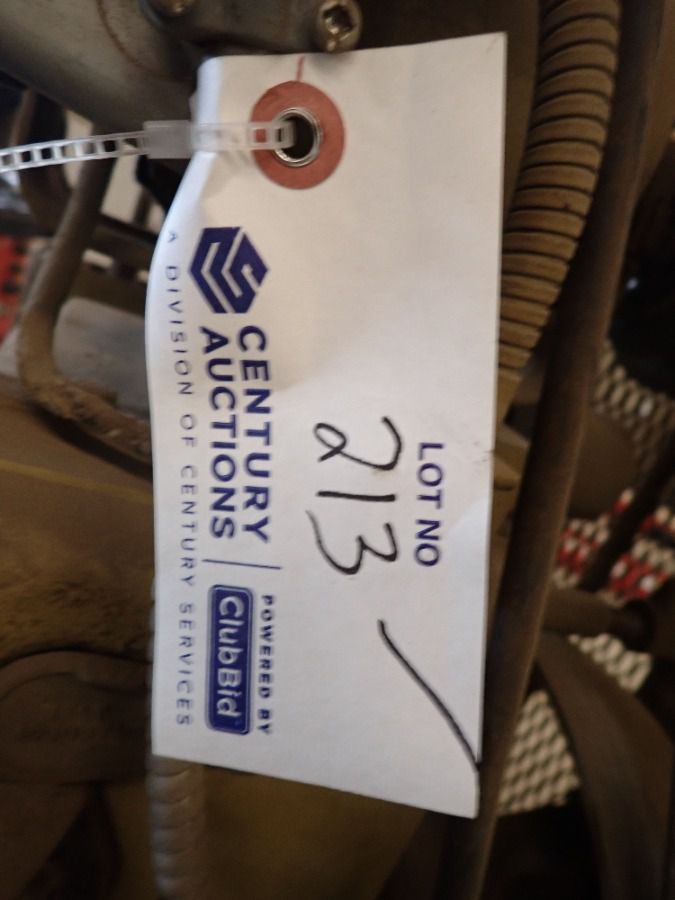 LOT NO
213
CENTURY
AUCTIONS
POWERED BY
ClubBid
A DIVISION OF CENTURY SERVICES